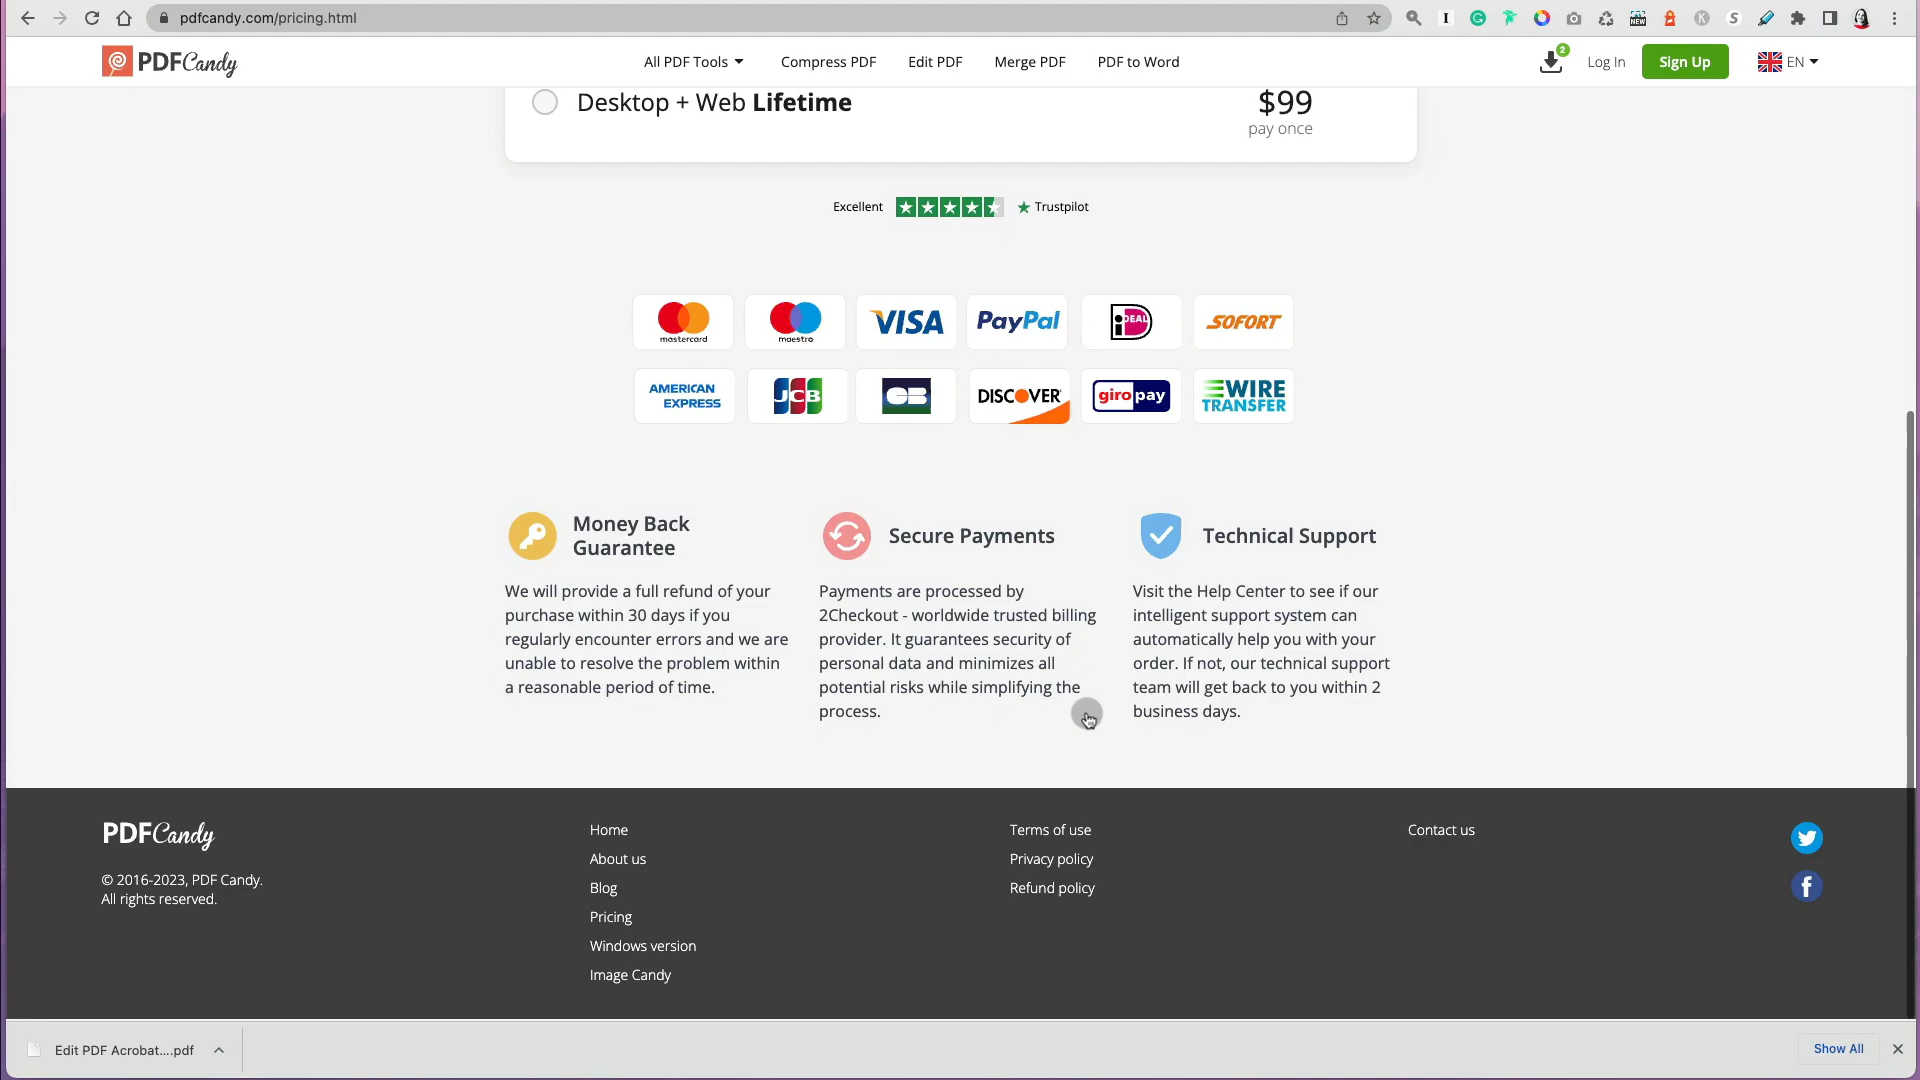 pdfcandy.com/pricing.html
PDFCandy
All PDF Tools
Compress PDF
Edit PDF
Merge PDF
PDF to Word
2
Log In
Sign Up
EN
Desktop + Web Lifetime
$99
pay once
Excellent
Trustpilot
mastercard
maestro
VISA
PayPal
iDEAL
SOFORT
AMERICAN
EXPRESS
JCB
CB
DISCOVER
giropay
WIRE
TRANSFER
Money Back
Guarantee
We will provide a full refund of your
purchase within 30 days if you
regularly encounter errors and we are
unable to resolve the problem within
a reasonable period of time.
Secure Payments
Payments are processed by
2Checkout - worldwide trusted billing
provider. It guarantees security of
personal data and minimizes all
potential risks while simplifying the
process.
Technical Support
Visit the Help Center to see if our
intelligent support system can
automatically help you with your
order. If not, our technical support
team will get back to you within 2
business days.
PDFCandy
© 2016-2023, PDF Candy.
All rights reserved.
Home
About us
Blog
Pricing
Windows version
Image Candy
Terms of use
Privacy policy
Refund policy
Contact us
Edit PDF Acrobat....pdf
Show All